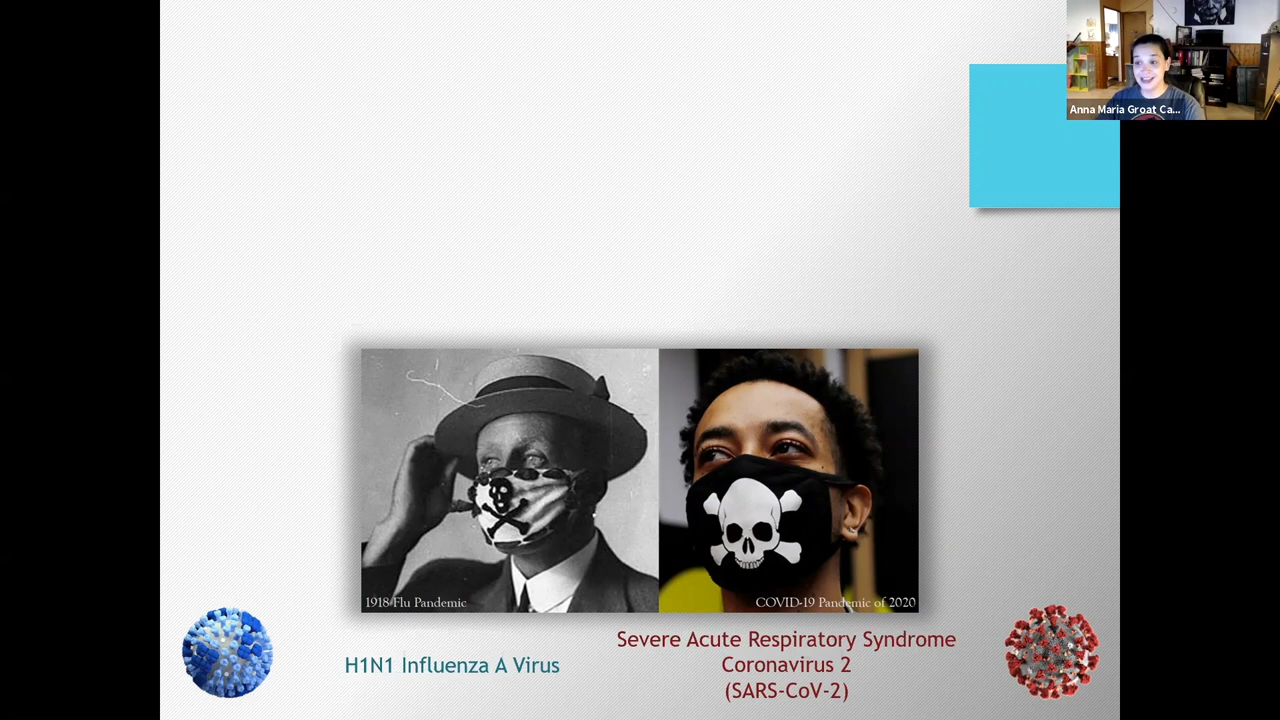 Anna Maria Groat Ca...
1918 Flu Pandemic
COVID-19 Pandemic of 2020
H1N1 Influenza A Virus
Severe Acute Respiratory Syndrome
Coronavirus 2
(SARS-CoV-2)